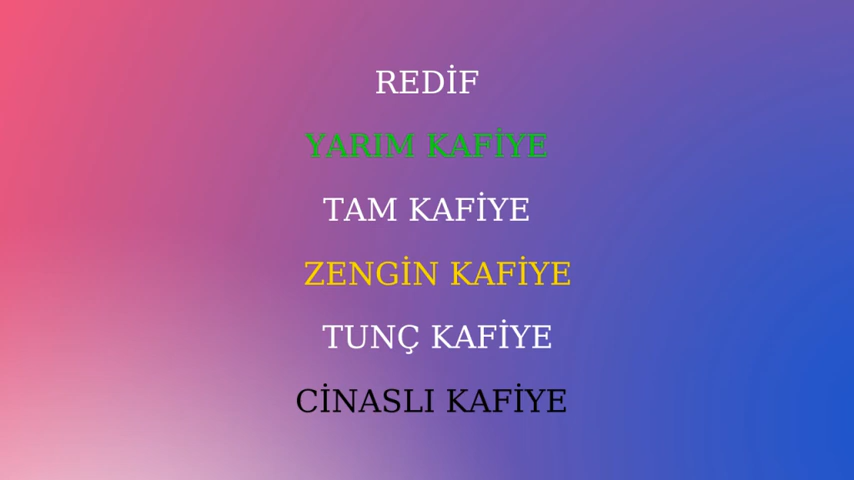 REDİF
YARIM KAFİYE
TAM KAFİYE
ZENGİN KAFİYE
TUNÇ KAFİYE
CİNASLI KAFİYE